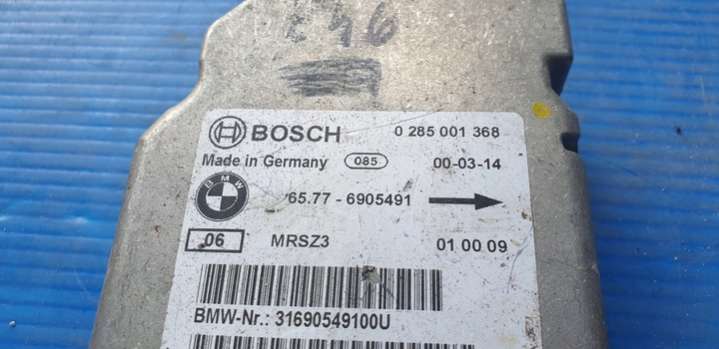 E46
BOSCH 0 285 001 368
Made in Germany 085 00-03-14
BMW 65.77 - 6905491
06 MRSZ3 01 00 09
BMW-Nr.: 31690549100U